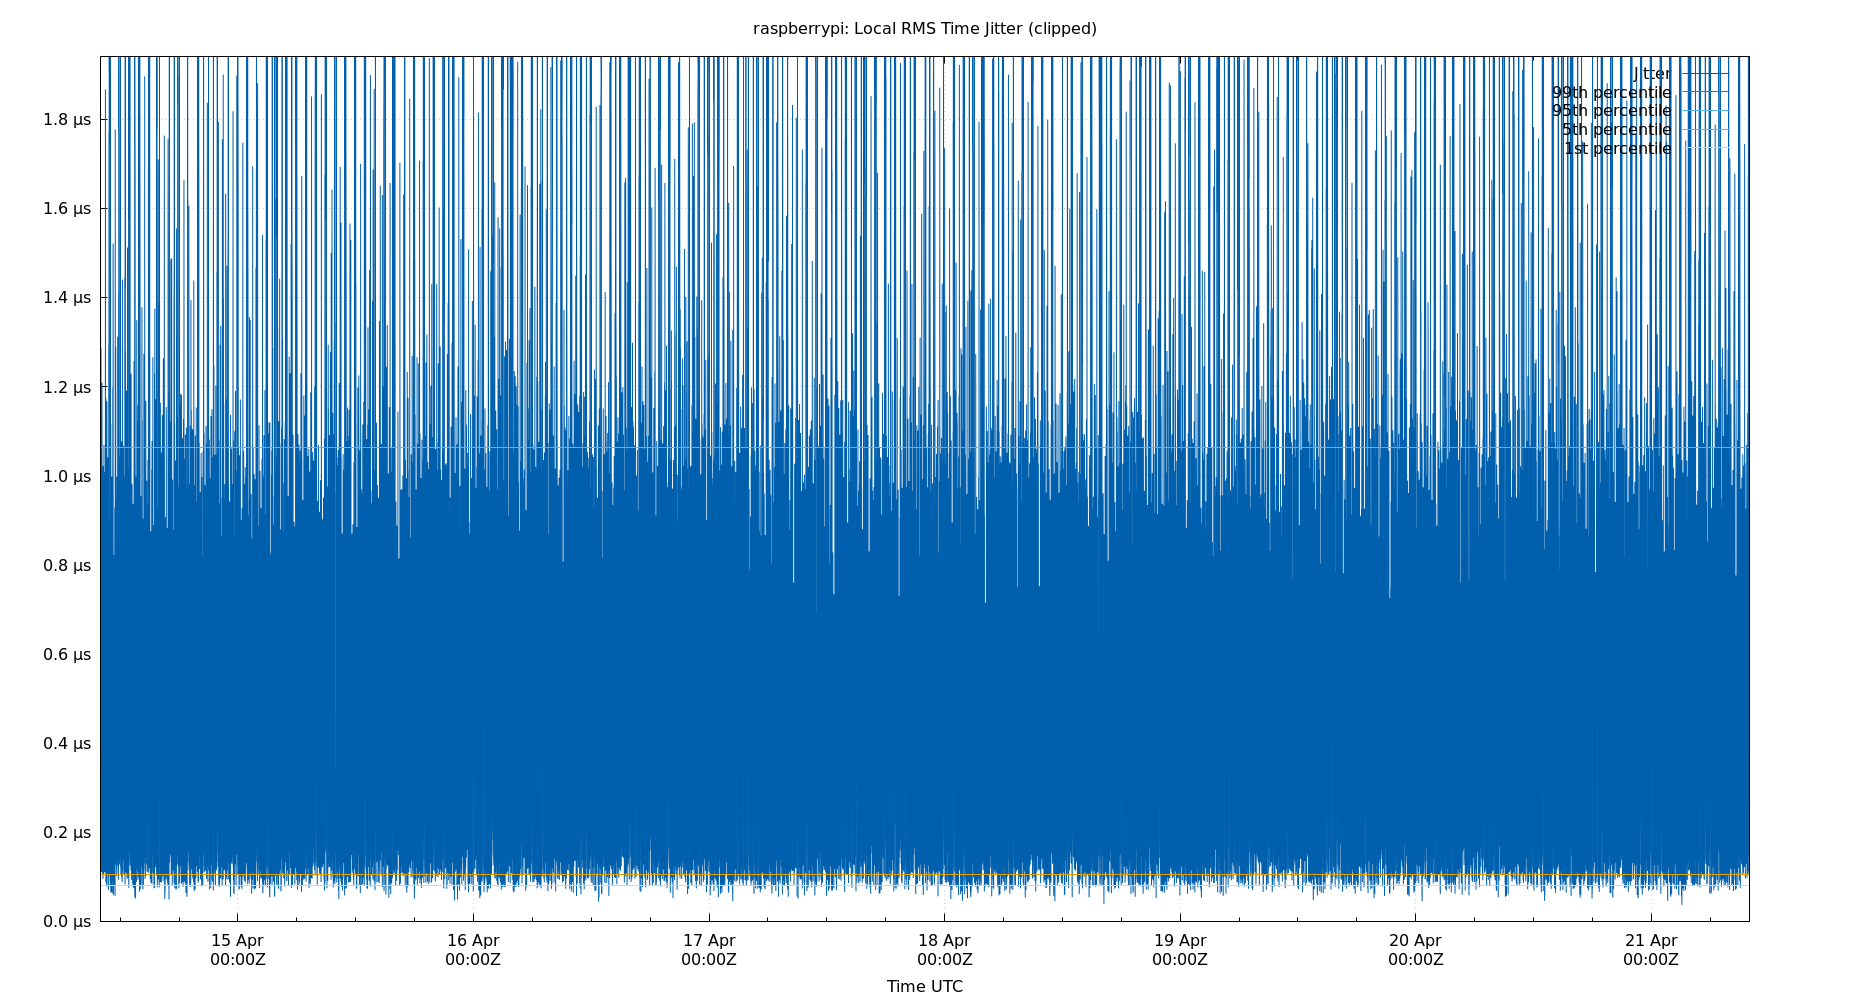 raspberrypi: Local RMS Time Jitter (clipped)
Jitter
99th percentile
95th percentile
5th percentile
1st percentile
1.8 µs
1.6 µs
1.4 µs
1.2 µs
1.0 µs
0.8 µs
0.6 µs
0.4 µs
0.2 µs
0.0 µs
15 Apr 16 Apr 17 Apr 18 Apr 19 Apr 20 Apr 21 Apr
00:00Z 00:00Z 00:00Z 00:00Z 00:00Z 00:00Z 00:00Z
Time UTC